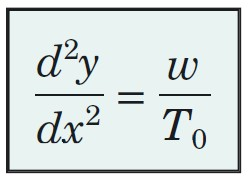 d²y/dx² = w/T₀